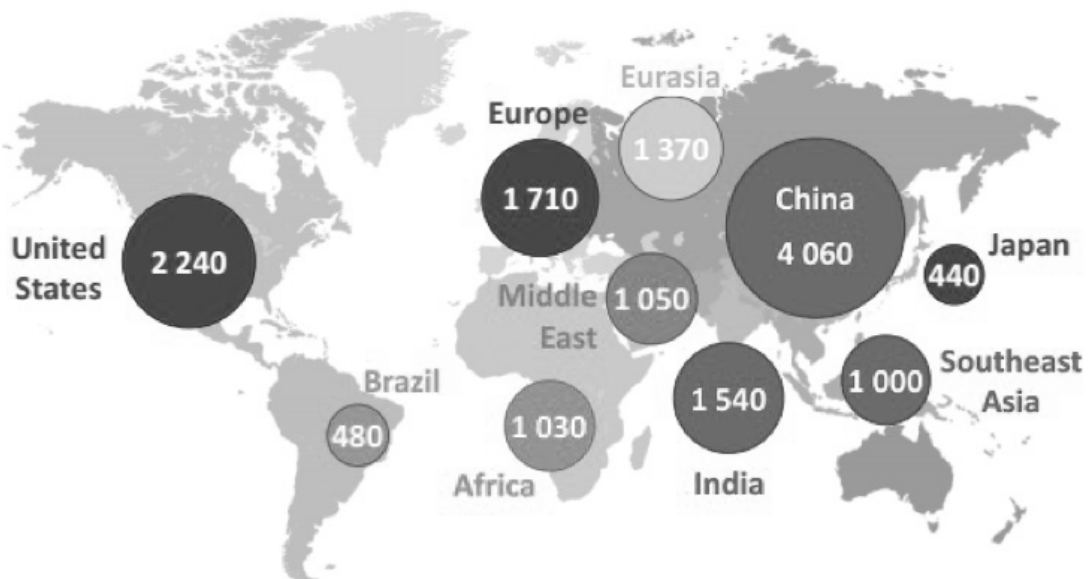 Eurasia
1 370
Europe
1 710
China
4 060
United
States
2 240
Japan
440
Middle
East
1 050
Southeast
Asia
1 000
Brazil
480
1 540
India
1 030
Africa